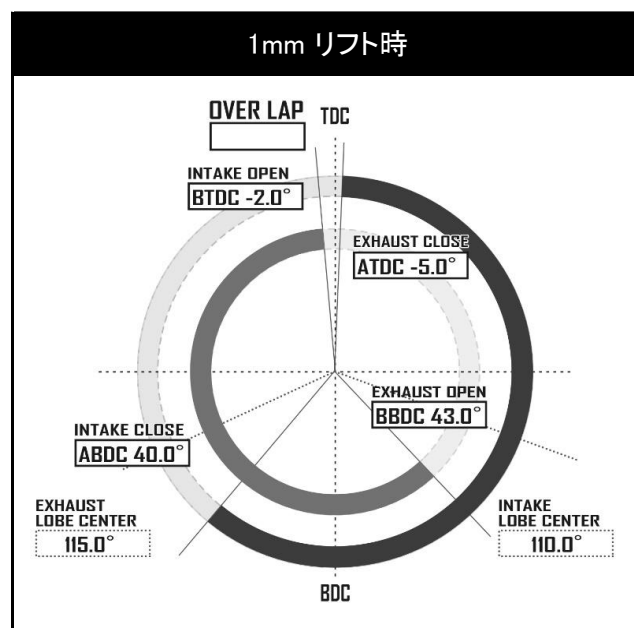 1mm リフト時
OVER LAP
TDC
INTAKE OPEN
BTDC -2.0°
EXHAUST CLOSE
ATDC -5.0°
EXHAUST OPEN
BBDC 43.0°
INTAKE CLOSE
ABDC 40.0°
EXHAUST
LOBE CENTER
115.0°
INTAKE
LOBE CENTER
110.0°
BDC